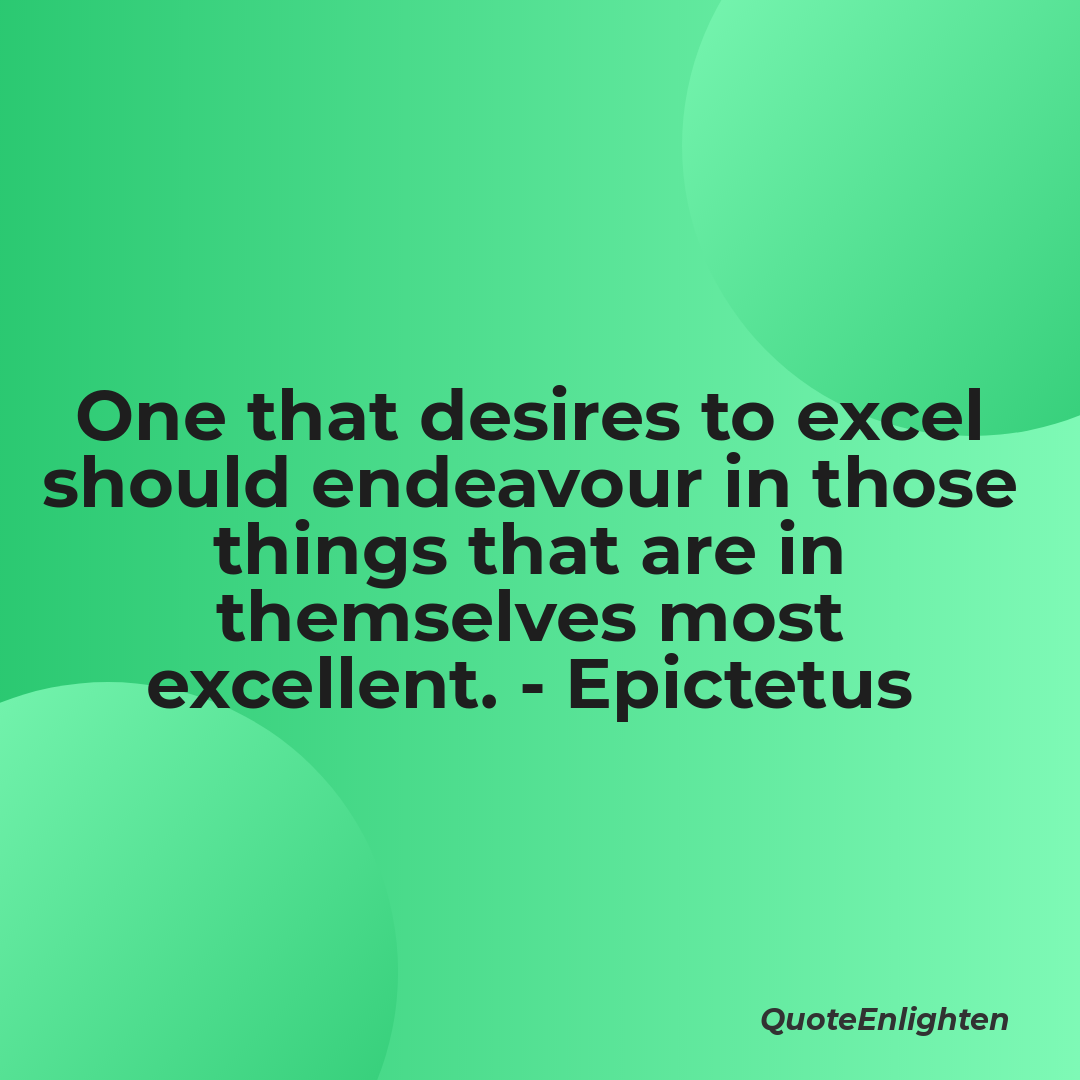 One that desires to excel
should endeavour in those
things that are in
themselves most
excellent. - Epictetus
QuoteEnlighten